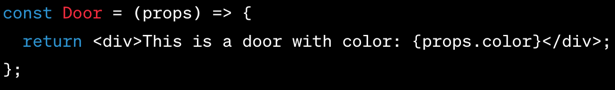 const Door = (props) => {
  return <div>This is a door with color: {props.color}</div>;
};